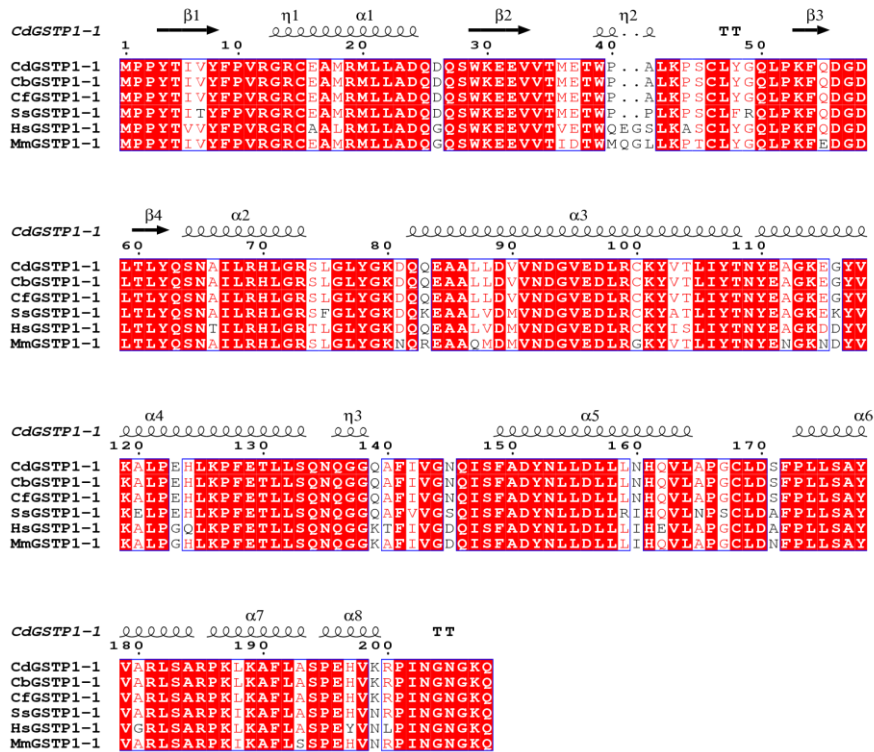 β1 η1 α1 β2 η2 TT β3
CdGSTP1-1
1 10 20 30 40 50
CdGSTP1-1 MPPYTIVYFPVRGRCEAMRMLLADQDQSWKEEVVTMETWP..ALKPSCLYGQLPKFQDGD
CbGSTP1-1 MPPYTIVYFPVRGRCEAMRMLLADQDQSWKEEVVTMETWP..ALKPSCLYGQLPKFQDGD
CfGSTP1-1 MPPYTIVYFPVRGRCEAMRMLLADQDQSWKEEVVTMETWP..ALKPSCLYGQLPKFQDGD
SsGSTP1-1 MPPYTITYFPVRGRCEAMRMLLADQDQSWKEEVVTMETWP..PLKPSCLFRQLPKFQDGD
HsGSTP1-1 MPPYTVVYFPVRGRCAALRMLLADQGQSWKEEVVTVETWQEGSLKASCLYGQLPKFQDGD
MmGSTP1-1 MPPYTIVYFPVRGRCEAMRMLLADQGQSWKEEVVTIDTWMQGLLKPTCLYGQLPKFEDGD
β4 α2 α3
CdGSTP1-1
60 70 80 90 100 110
CdGSTP1-1 LTLYQSNAILRHLGRSLGLYGKDQQEAALLDVVNDGVEDLRCKYVTLIYTNYEAGKEGYV
CbGSTP1-1 LTLYQSNAILRHLGRSLGLYGKDQQEAALLDMVNDGVEDLRCKYVTLIYTNYEAGKEGYV
CfGSTP1-1 LTLYQSNAILRHLGRSLGLYGKDQQEAALLDMVNDGVEDLRCKYVTLIYTNYEAGKEGYV
SsGSTP1-1 LTLYQSNAILRHLGRSFGLYGKDQKEAALVDMVNDGVEDLRCKYATLIYTNYEAGKEKYV
HsGSTP1-1 LTLYQSNTILRHLGRTLGLYGKDQQEAALVDMVNDGVEDLRCKYISLIYTNYEAGKDDYV
MmGSTP1-1 LTLYQSNAILRHLGRSLGLYGKNQREAAQMDMVNDGVEDLRGKYVTLIYTNYENGKNDYV
α4 η3 α5 α6
CdGSTP1-1
120 130 140 150 160 170
CdGSTP1-1 KALPEHLKPFETLLSQNQGGQAFIVGNQISFADYNLLDLLLNHQVLAPGCLDSFPLLSAY
CbGSTP1-1 KALPEHLKPFETLLSQNQGGQAFIVGNQISFADYNLLDLLLNHQVLAPGCLDSFPLLSAY
CfGSTP1-1 KALPEHLKPFETLLSQNQGGQAFIVGNQISFADYNLLDLLLNHQVLAPGCLDSFPLLSAY
SsGSTP1-1 KELPEHLKPFETLLSQNQGGQAFVVGSQISFADYNLLDLLRIHQVLNPSCLDAFPLLSAY
HsGSTP1-1 KALPGQLKPFETLLSQNQGGKTFIVGDQISFADYNLLDLLLIHEVLAPGCLDAFPLLSAY
MmGSTP1-1 KALPGHLKPFETLLSQNQGGKAFIVGDQISFADYNLLDLLLIHQVLAPGCLDNFPLLSAY
α7 α8 TT
CdGSTP1-1
180 190 200
CdGSTP1-1 VARLSARPKLKAFLASPEHVKRPINGNGKQ
CbGSTP1-1 VARLSARPKLKAFLASPEHVNRPINGNGKQ
CfGSTP1-1 VARLSARPKLKAFLASPEHVNRPINGNGKQ
SsGSTP1-1 VARLSARPKIKAFLASPEHVNRPINGNGKQ
HsGSTP1-1 VGRLSARPKLKAFLASPEYVNLPINGNGKQ
MmGSTP1-1 VARLSARPKIKAFLSSPEHVNRPINGNGKQ